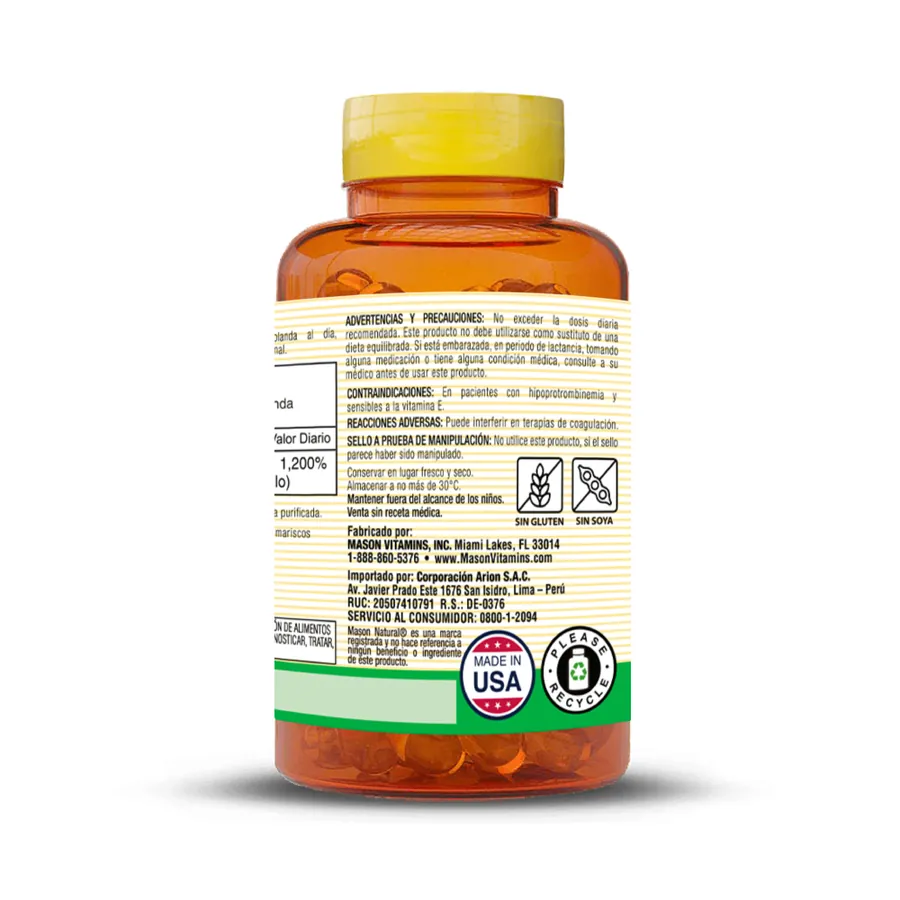 ADVERTENCIAS Y PRECAUCIONES: No exceder la dosis diaria
recomendada. Este producto no debe utilizarse como sustituto de una
dieta equilibrada. Si está embarazada, en periodo de lactancia, tomando
alguna medicación o tiene alguna condición médica, consulte a su
médico antes de usar este producto.
CONTRAINDICACIONES: En pacientes con hipoprotrombinemia y
sensibles a la vitamina E.
REACCIONES ADVERSAS: Puede interferir en terapias de coagulación.
SELLO A PRUEBA DE MANIPULACIÓN: No utilice este producto, si el sello
parece haber sido manipulado.
Conservar en lugar fresco y seco.
Almacenar a no más de 30°C.
Mantener fuera del alcance de los niños.
Venta sin receta médica.
SIN GLUTEN
SIN SOYA
Fabricado por:
MASON VITAMINS, INC. Miami Lakes, FL 33014
1-888-860-5376 • www.MasonVitamins.com
Importado por: Corporación Arion S.A.C.
Av. Javier Prado Este 1676 San Isidro, Lima – Perú
RUC: 20507410791 R.S.: DE-0376
SERVICIO AL CONSUMIDOR: 0800-1-2094
Mason Natural® es una marca
registrada y no hace referencia a
ningún beneficio o ingrediente
de este producto.
MADE IN
USA
PLEASE
RECYCLE
blanda al día,
nal.
nda
Valor Diario
1,200%
lo)
a purificada.
mariscos
ÓN DE ALIMENTOS
NOSTICAR, TRATAR,